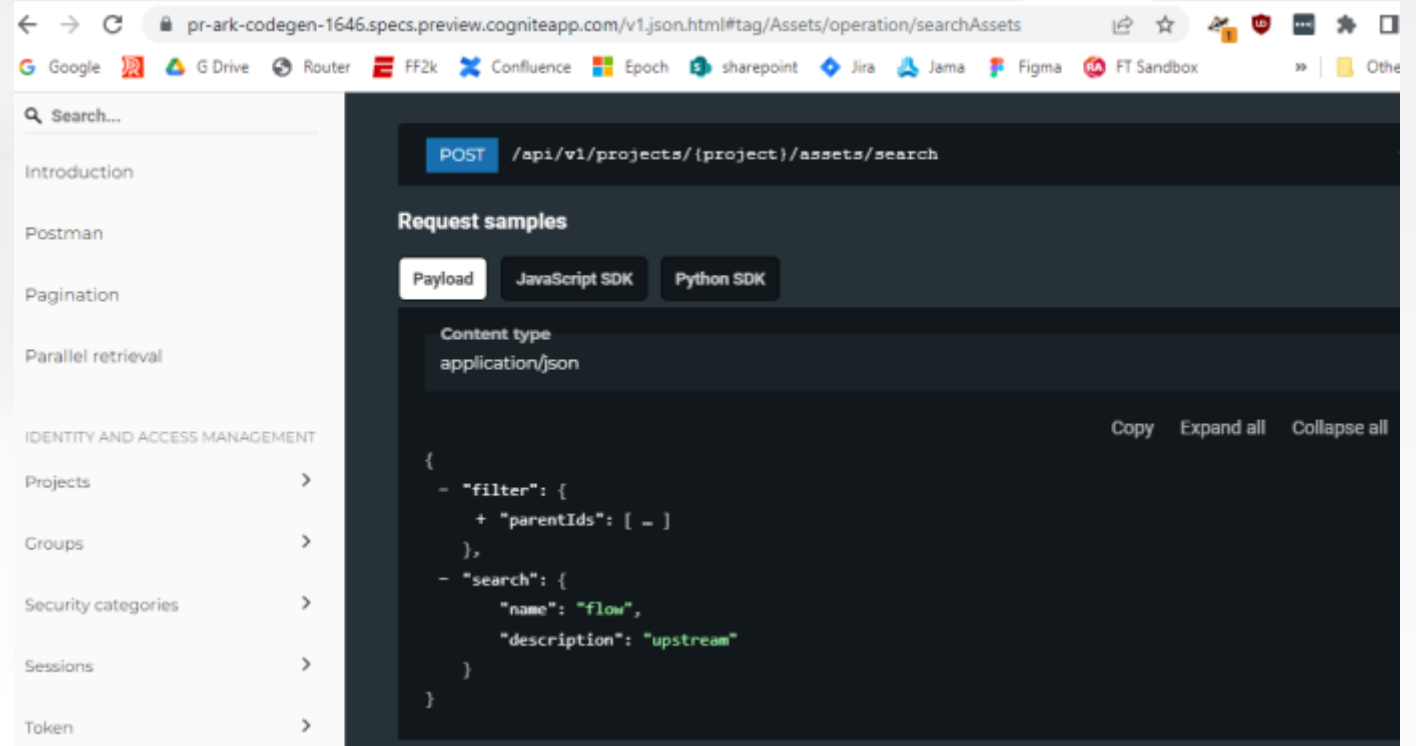 pr-ark-codegen-1646.specs.preview.cogniteapp.com/v1.json.html#tag/Assets/operation/searchAssets
1
Google G Drive Router FF2k Confluence Epoch sharepoint Jira Jama Figma FT Sandbox » Othe
Search...
Introduction
Postman
Pagination
Parallel retrieval
IDENTITY AND ACCESS MANAGEMENT
Projects
Groups
Security categories
Sessions
Token
POST /api/v1/projects/{project}/assets/search
Request samples
Payload JavaScript SDK Python SDK
Content type
application/json
Copy Expand all Collapse all
{
- "filter": {
+ "parentIds": [ … ]
},
- "search": {
"name": "flow",
"description": "upstream"
}
}